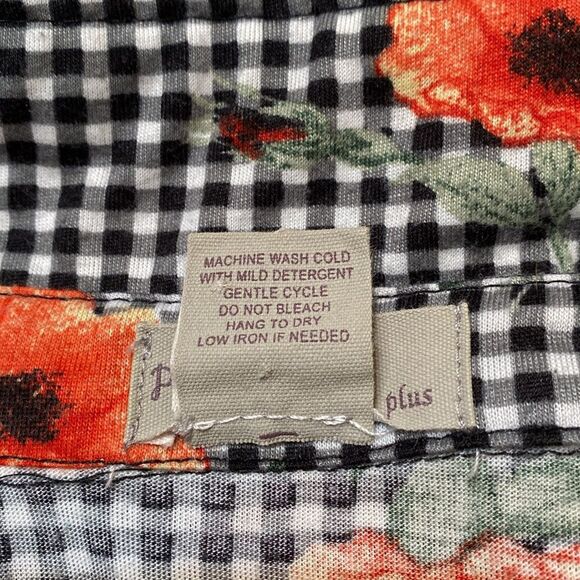 MACHINE WASH COLD
WITH MILD DETERGENT
GENTLE CYCLE
DO NOT BLEACH
HANG TO DRY
LOW IRON IF NEEDED
plus